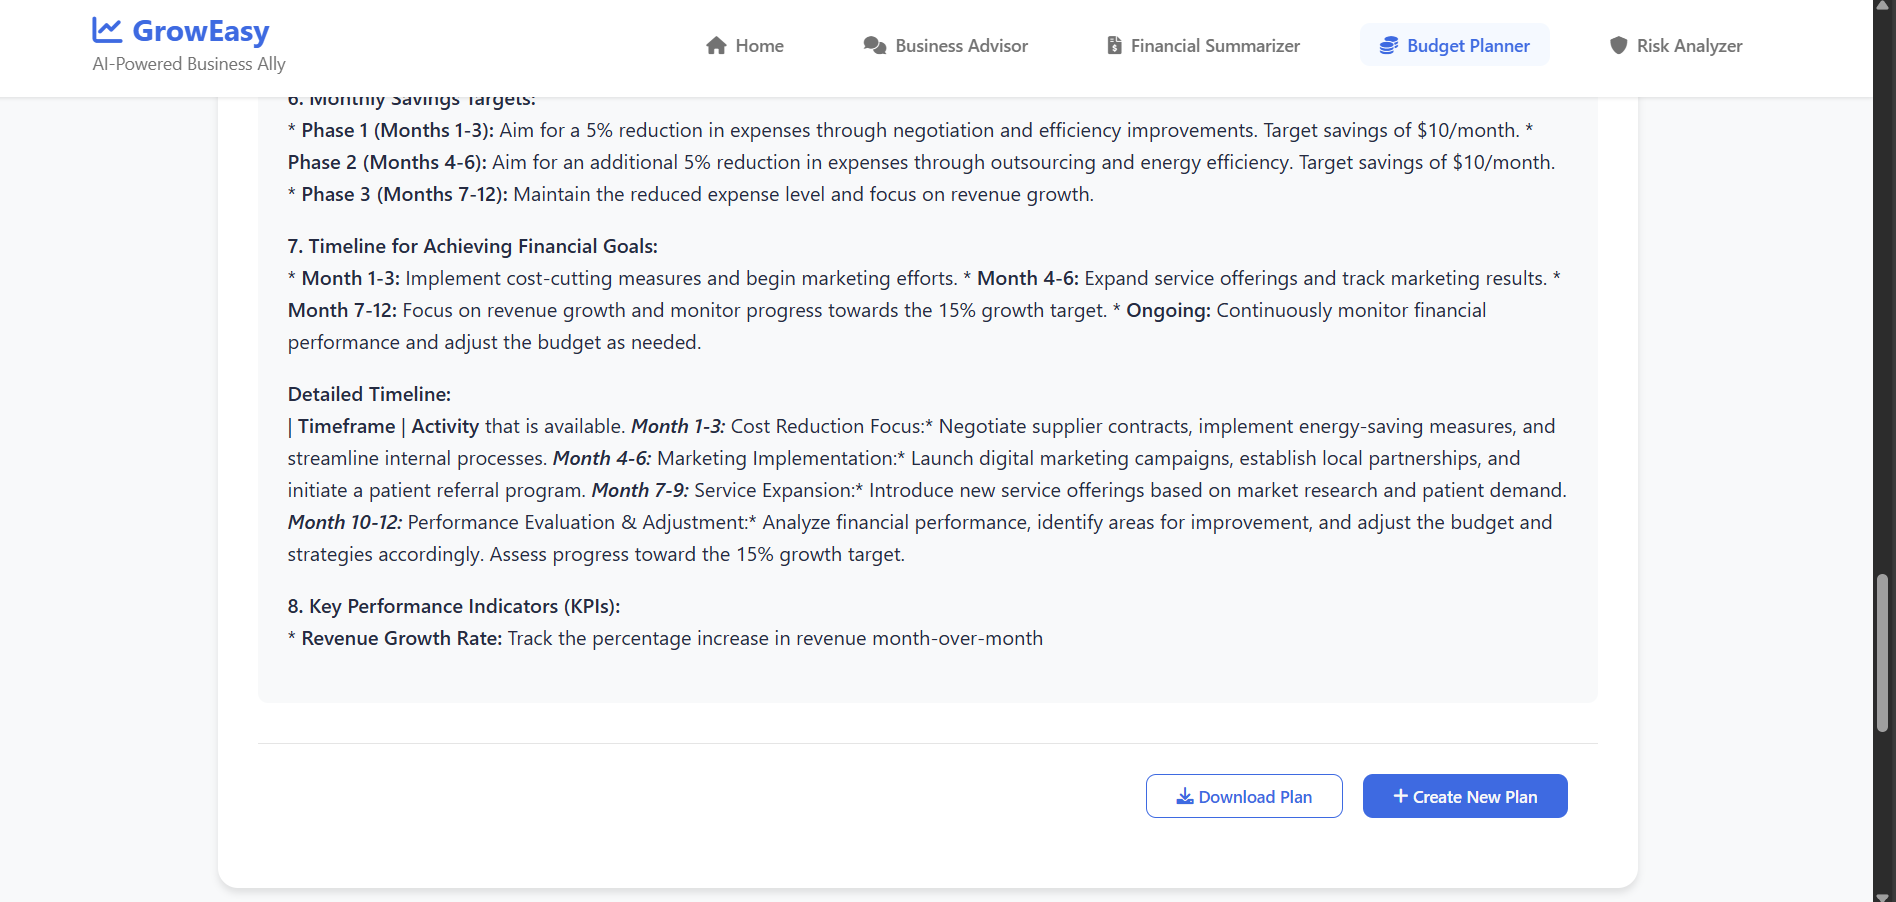 GrowEasy
AI-Powered Business Ally
Home
Business Advisor
Financial Summarizer
Budget Planner
Risk Analyzer
6. Monthly Savings Targets:
* Phase 1 (Months 1-3): Aim for a 5% reduction in expenses through negotiation and efficiency improvements. Target savings of $10/month. *
Phase 2 (Months 4-6): Aim for an additional 5% reduction in expenses through outsourcing and energy efficiency. Target savings of $10/month.
* Phase 3 (Months 7-12): Maintain the reduced expense level and focus on revenue growth.
7. Timeline for Achieving Financial Goals:
* Month 1-3: Implement cost-cutting measures and begin marketing efforts. * Month 4-6: Expand service offerings and track marketing results. *
Month 7-12: Focus on revenue growth and monitor progress towards the 15% growth target. * Ongoing: Continuously monitor financial
performance and adjust the budget as needed.
Detailed Timeline:
| Timeframe | Activity that is available. Month 1-3: Cost Reduction Focus:* Negotiate supplier contracts, implement energy-saving measures, and
streamline internal processes. Month 4-6: Marketing Implementation:* Launch digital marketing campaigns, establish local partnerships, and
initiate a patient referral program. Month 7-9: Service Expansion:* Introduce new service offerings based on market research and patient demand.
Month 10-12: Performance Evaluation & Adjustment:* Analyze financial performance, identify areas for improvement, and adjust the budget and
strategies accordingly. Assess progress toward the 15% growth target.
8. Key Performance Indicators (KPIs):
* Revenue Growth Rate: Track the percentage increase in revenue month-over-month
Download Plan
+ Create New Plan